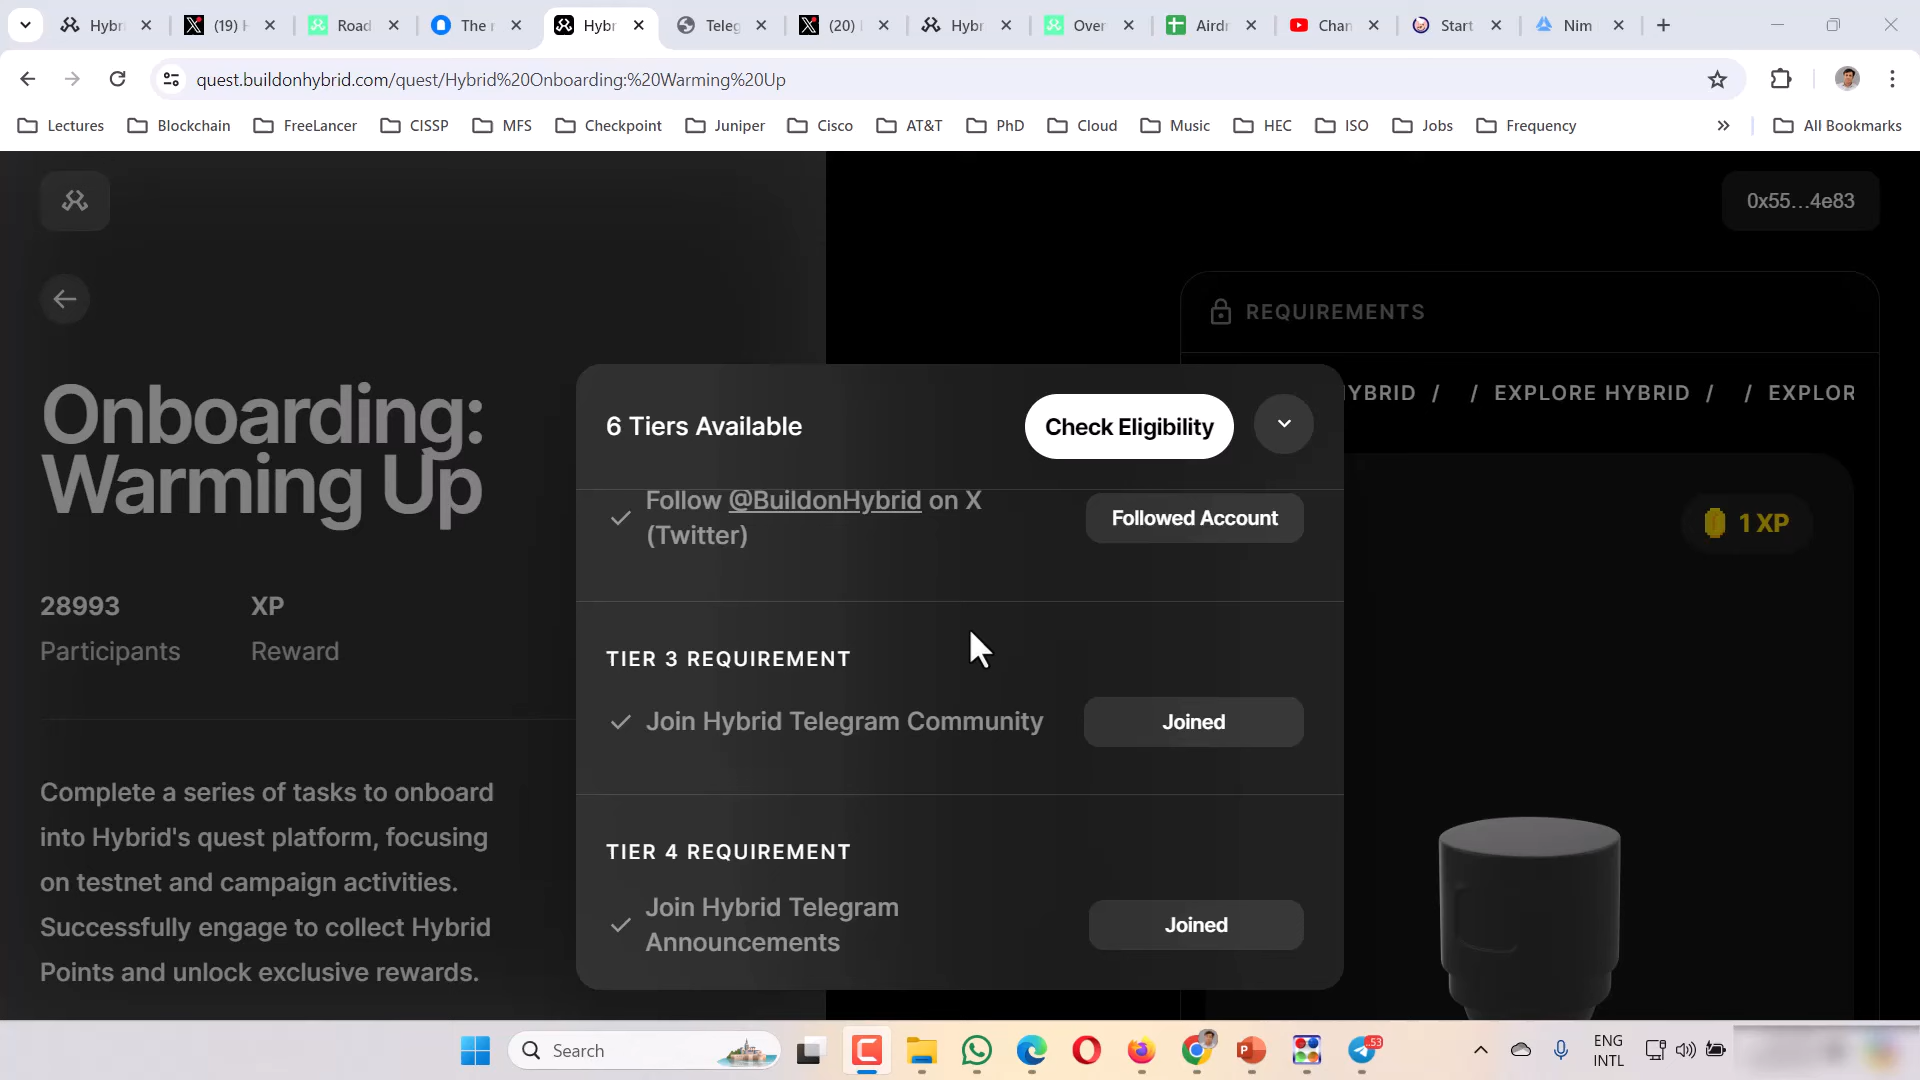 Hybr
(19) H
Road
The r
Hybr
Teleg
(20)
Hybr
Over
Airdr
Chan
Start
Nim
quest.buildonhybrid.com/quest/Hybrid%20Onboarding:%20Warming%20Up
Lectures
Blockchain
FreeLancer
CISSP
MFS
Checkpoint
Juniper
Cisco
AT&T
PhD
Cloud
Music
HEC
ISO
Jobs
Frequency
All Bookmarks
0x55...4e83
REQUIREMENTS
YBRID / / EXPLORE HYBRID / / EXPLOR
1 XP
Onboarding:
Warming Up
28993
Participants
XP
Reward
Complete a series of tasks to onboard
into Hybrid's quest platform, focusing
on testnet and campaign activities.
Successfully engage to collect Hybrid
Points and unlock exclusive rewards.
6 Tiers Available
Check Eligibility
Follow @BuildonHybrid on X
(Twitter)
Followed Account
TIER 3 REQUIREMENT
Join Hybrid Telegram Community
Joined
TIER 4 REQUIREMENT
Join Hybrid Telegram
Announcements
Joined
Search
53
ENG
INTL